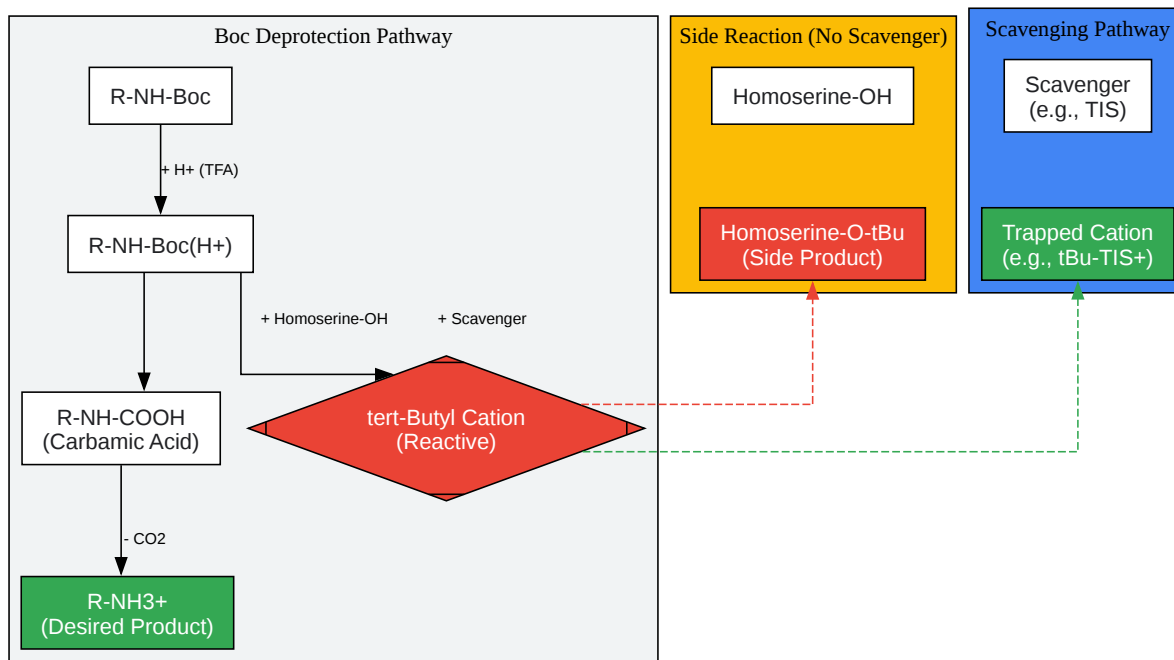 Boc Deprotection Pathway
R-NH-Boc
+ H+ (TFA)
R-NH-Boc(H+)
+ Homoserine-OH
+ Scavenger
R-NH-COOH
(Carbamic Acid)
tert-Butyl Cation
(Reactive)
- CO2
R-NH3+
(Desired Product)
Side Reaction (No Scavenger)
Homoserine-OH
Homoserine-O-tBu
(Side Product)
Scavenging Pathway
Scavenger
(e.g., TIS)
Trapped Cation
(e.g., tBu-TIS+)